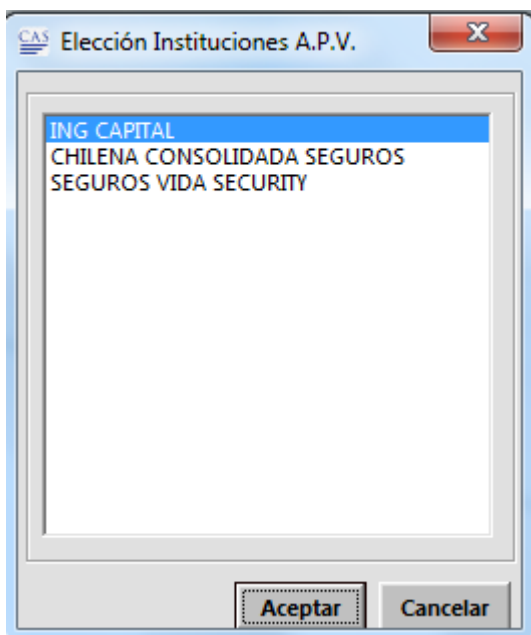 CAS Elección Instituciones A.P.V.
ING CAPITAL
CHILENA CONSOLIDADA SEGUROS
SEGUROS VIDA SECURITY
Aceptar Cancelar